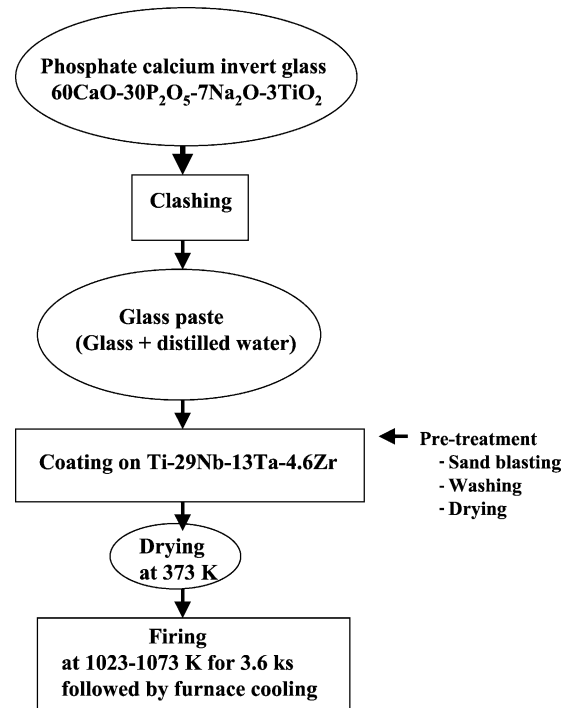 Phosphate calcium invert glass
60CaO-30P₂O₅-7Na₂O-3TiO₂
Clashing
Glass paste
(Glass + distilled water)
Coating on Ti-29Nb-13Ta-4.6Zr
Pre-treatment
- Sand blasting
- Washing
- Drying
Drying
at 373 K
Firing
at 1023-1073 K for 3.6 ks
followed by furnace cooling